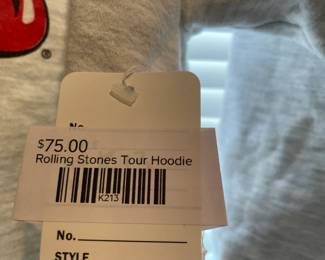 ®
No.
$75.00
Rolling Stones Tour Hoodie
K213
No.
STYLE